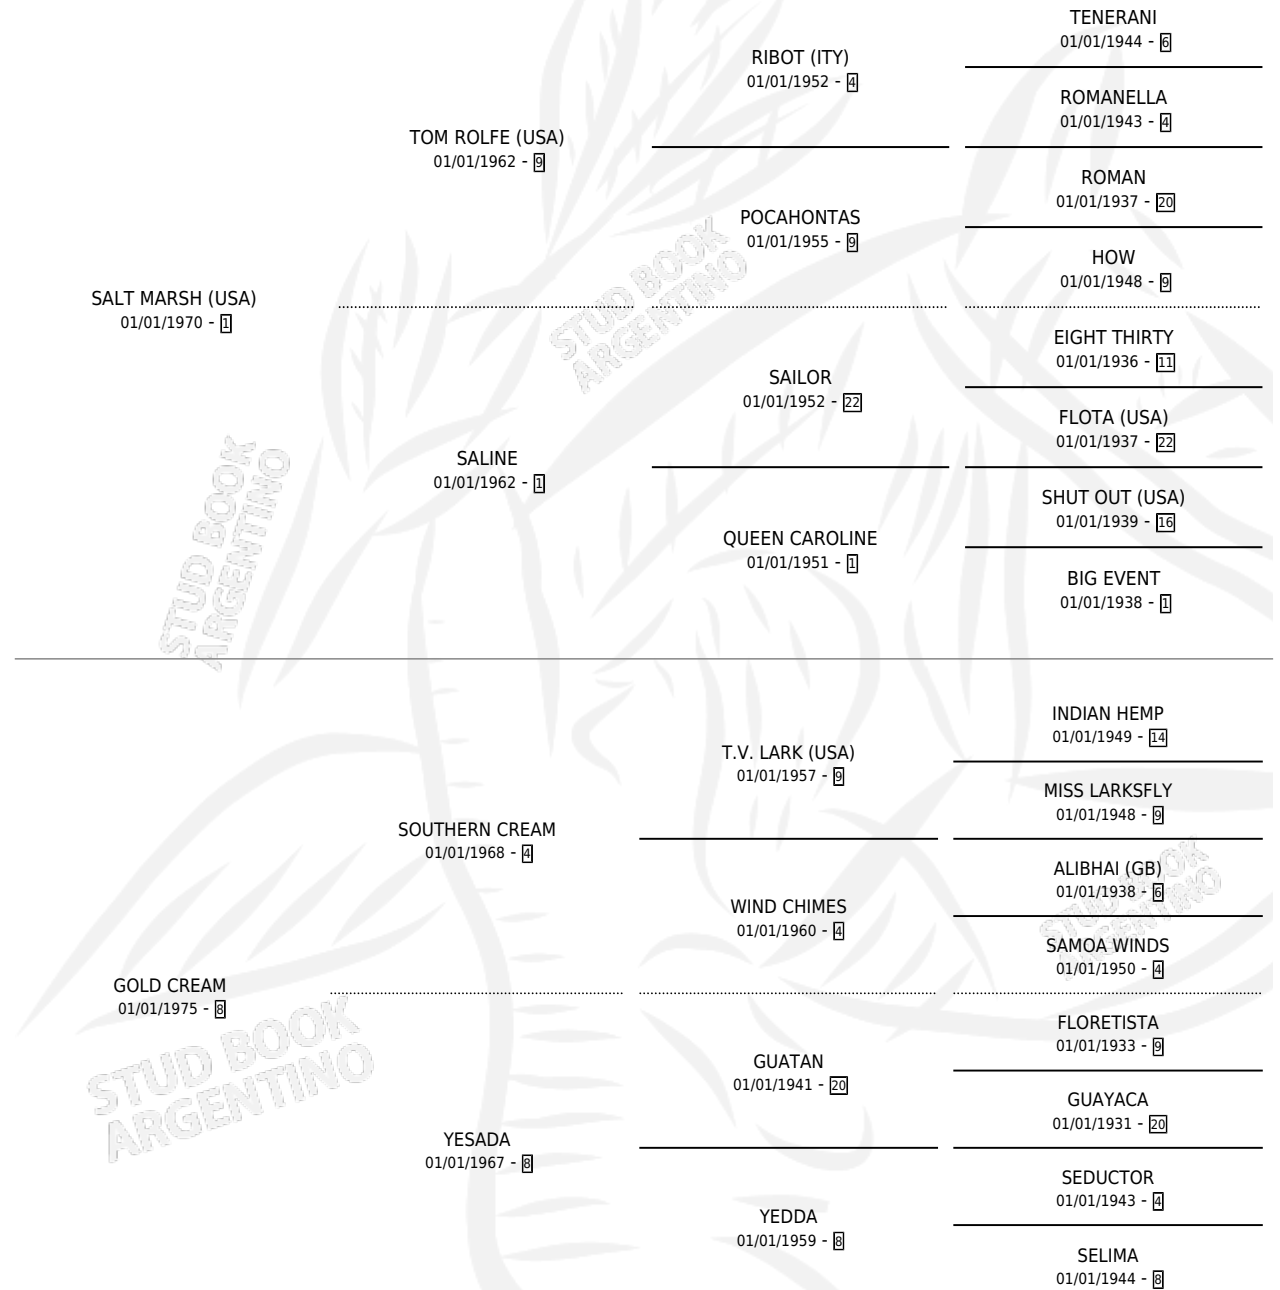 TENERANI
01/01/1944 - 6
RIBOT (ITY)
01/01/1952 - 4
ROMANELLA
01/01/1943 - 4
TOM ROLFE (USA)
01/01/1962 - 9
ROMAN
01/01/1937 - 20
POCAHONTAS
01/01/1955 - 9
HOW
01/01/1948 - 9
SALT MARSH (USA)
01/01/1970 - 1
STUD BOOK
ARGENTINO
EIGHT THIRTY
01/01/1936 - 11
SAILOR
01/01/1952 - 22
FLOTA (USA)
01/01/1937 - 22
SALINE
01/01/1962 - 1
SHUT OUT (USA)
01/01/1939 - 16
QUEEN CAROLINE
01/01/1951 - 1
BIG EVENT
01/01/1938 - 1
STUD BOOK
ARGENTINO
INDIAN HEMP
01/01/1949 - 14
T.V. LARK (USA)
01/01/1957 - 9
MISS LARKSFLY
01/01/1948 - 9
SOUTHERN CREAM
01/01/1968 - 4
ALIBHAI (GB)
01/01/1938 - 6
WIND CHIMES
01/01/1960 - 4
STUD BOOK
ARGENTINO
SAMOA WINDS
01/01/1950 - 4
GOLD CREAM
01/01/1975 - 8
FLORETISTA
01/01/1933 - 9
STUD BOOK
ARGENTINO
GUATAN
01/01/1941 - 20
GUAYACA
01/01/1931 - 20
YESADA
01/01/1967 - 8
SEDUCTOR
01/01/1943 - 4
YEDDA
01/01/1959 - 8
SELIMA
01/01/1944 - 8